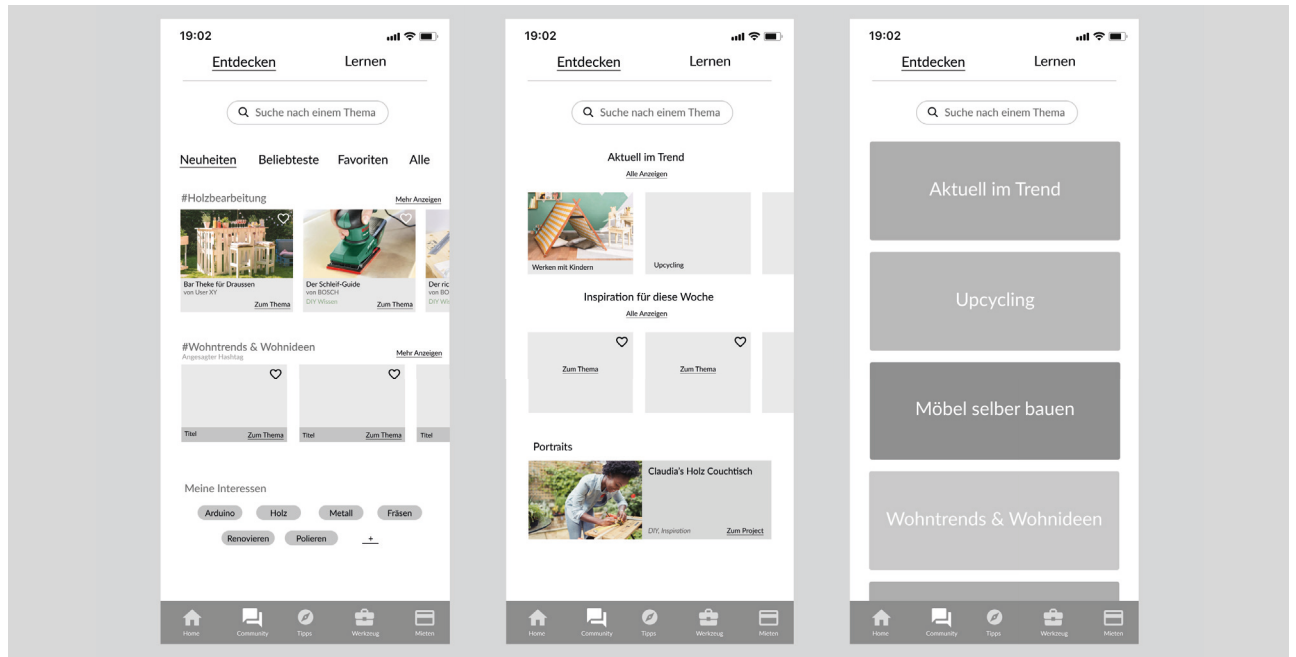 19:02
Entdecken Lernen
Suche nach einem Thema
Neuheiten Beliebteste Favoriten Alle
#Holzbearbeitung Mehr Anzeigen
Bar Theke für Draussen
von User XY
Zum Thema
Der Schleif-Guide
von BOSCH
DIY Wissen Zum Thema
Der ric
von BO
DIY Wi
#Wohntrends & Wohnideen
Angesagter Hashtag
Mehr Anzeigen
Titel Zum Thema
Titel Zum Thema
Titel
Meine Interessen
Arduino Holz Metall Fräsen
Renovieren Polieren +
Home Community Tipps Werkzeug Mieten
19:02
Entdecken Lernen
Suche nach einem Thema
Aktuell im Trend
Alle Anzeigen
Werken mit Kindern
Upcycling
Inspiration für diese Woche
Alle Anzeigen
Zum Thema
Zum Thema
Portraits
Claudia's Holz Couchtisch
DIY, Inspiration Zum Project
Home Community Tipps Werkzeug Mieten
19:02
Entdecken Lernen
Suche nach einem Thema
Aktuell im Trend
Upcycling
Möbel selber bauen
Wohntrends & Wohnideen
Home Community Tipps Werkzeug Mieten